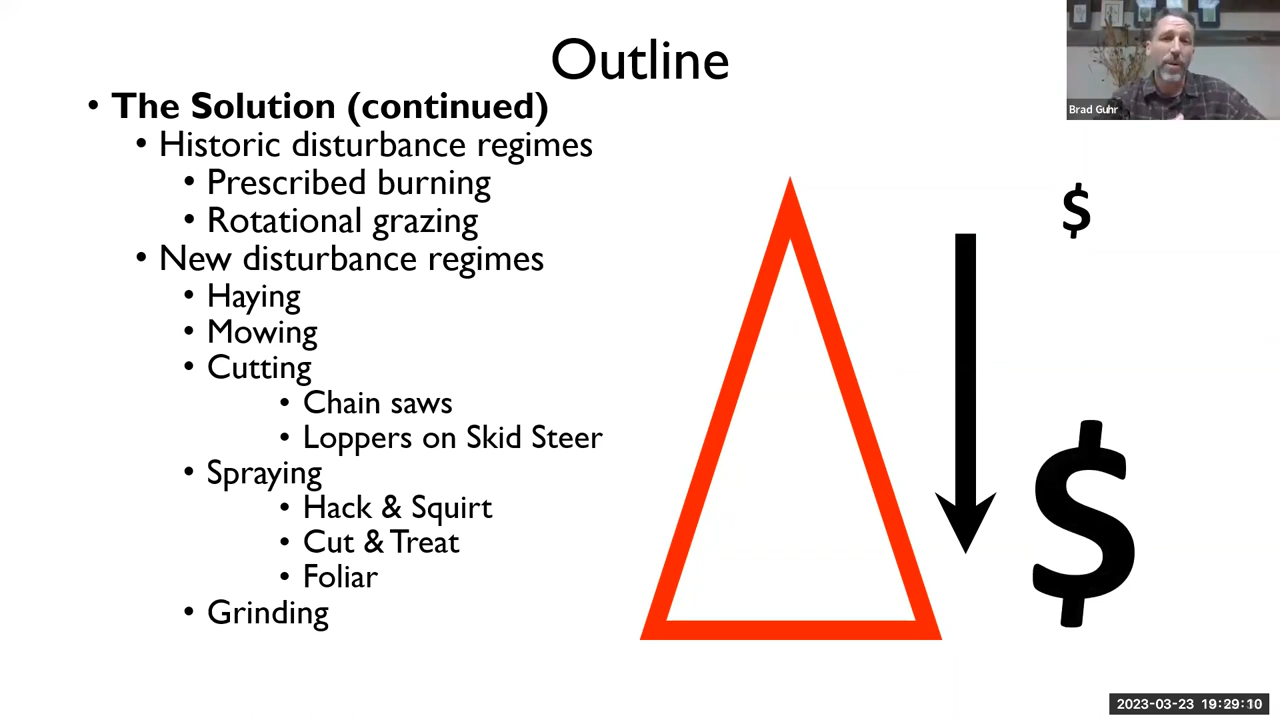 Outline
• The Solution (continued)
• Historic disturbance regimes
• Prescribed burning
• Rotational grazing
• New disturbance regimes
• Haying
• Mowing
• Cutting
• Chain saws
• Loppers on Skid Steer
• Spraying
• Hack & Squirt
• Cut & Treat
• Foliar
• Grinding
$
$
Brad Guhr
2023-03-23 19:29:10